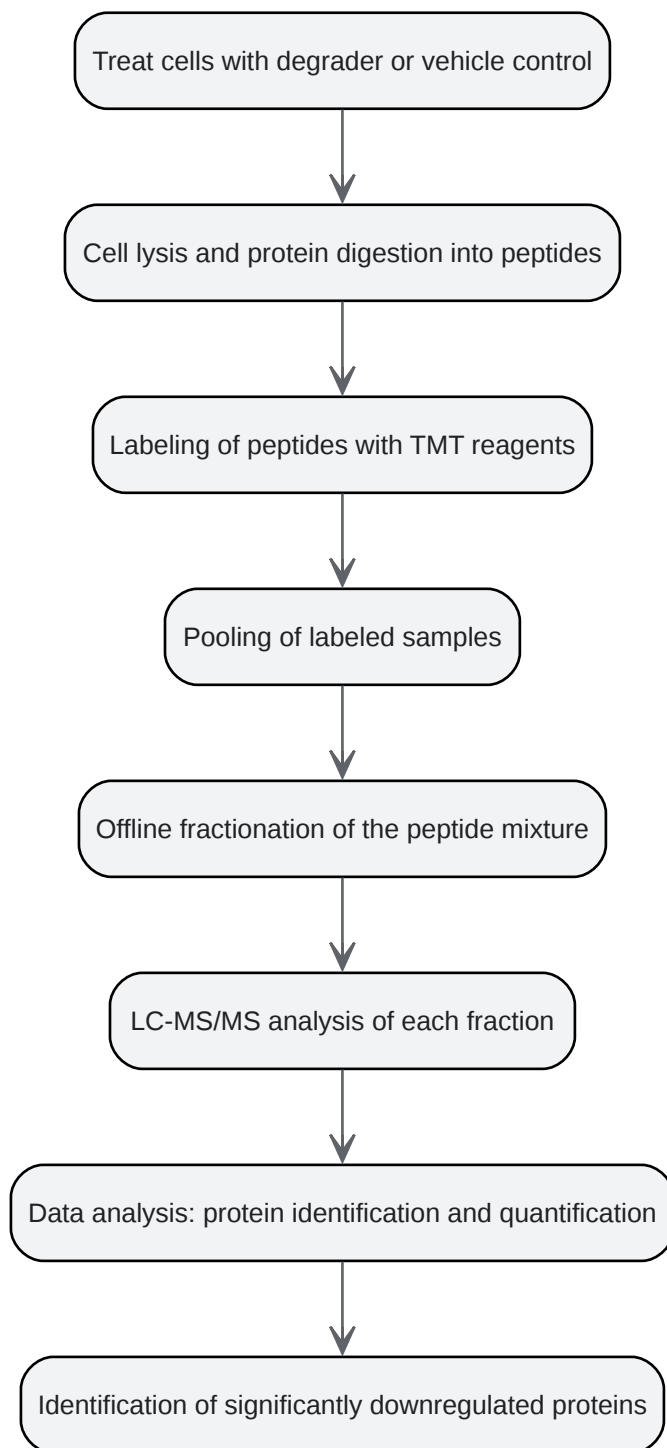 Treat cells with degrader or vehicle control
Cell lysis and protein digestion into peptides
Labeling of peptides with TMT reagents
Pooling of labeled samples
Offline fractionation of the peptide mixture
LC-MS/MS analysis of each fraction
Data analysis: protein identification and quantification
Identification of significantly downregulated proteins